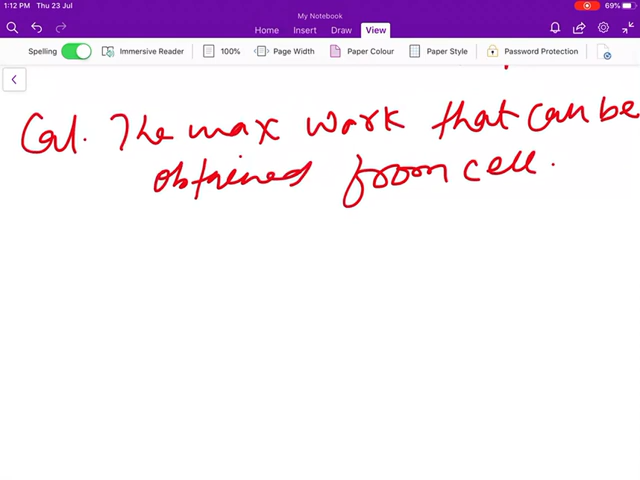 1:12 PM Thu 23 Jul
69%
My Notebook
Home Insert Draw View
Spelling Immersive Reader 100% Page Width Paper Colour Paper Style Password Protection
Cal. The max work that can be
obtained from cell.